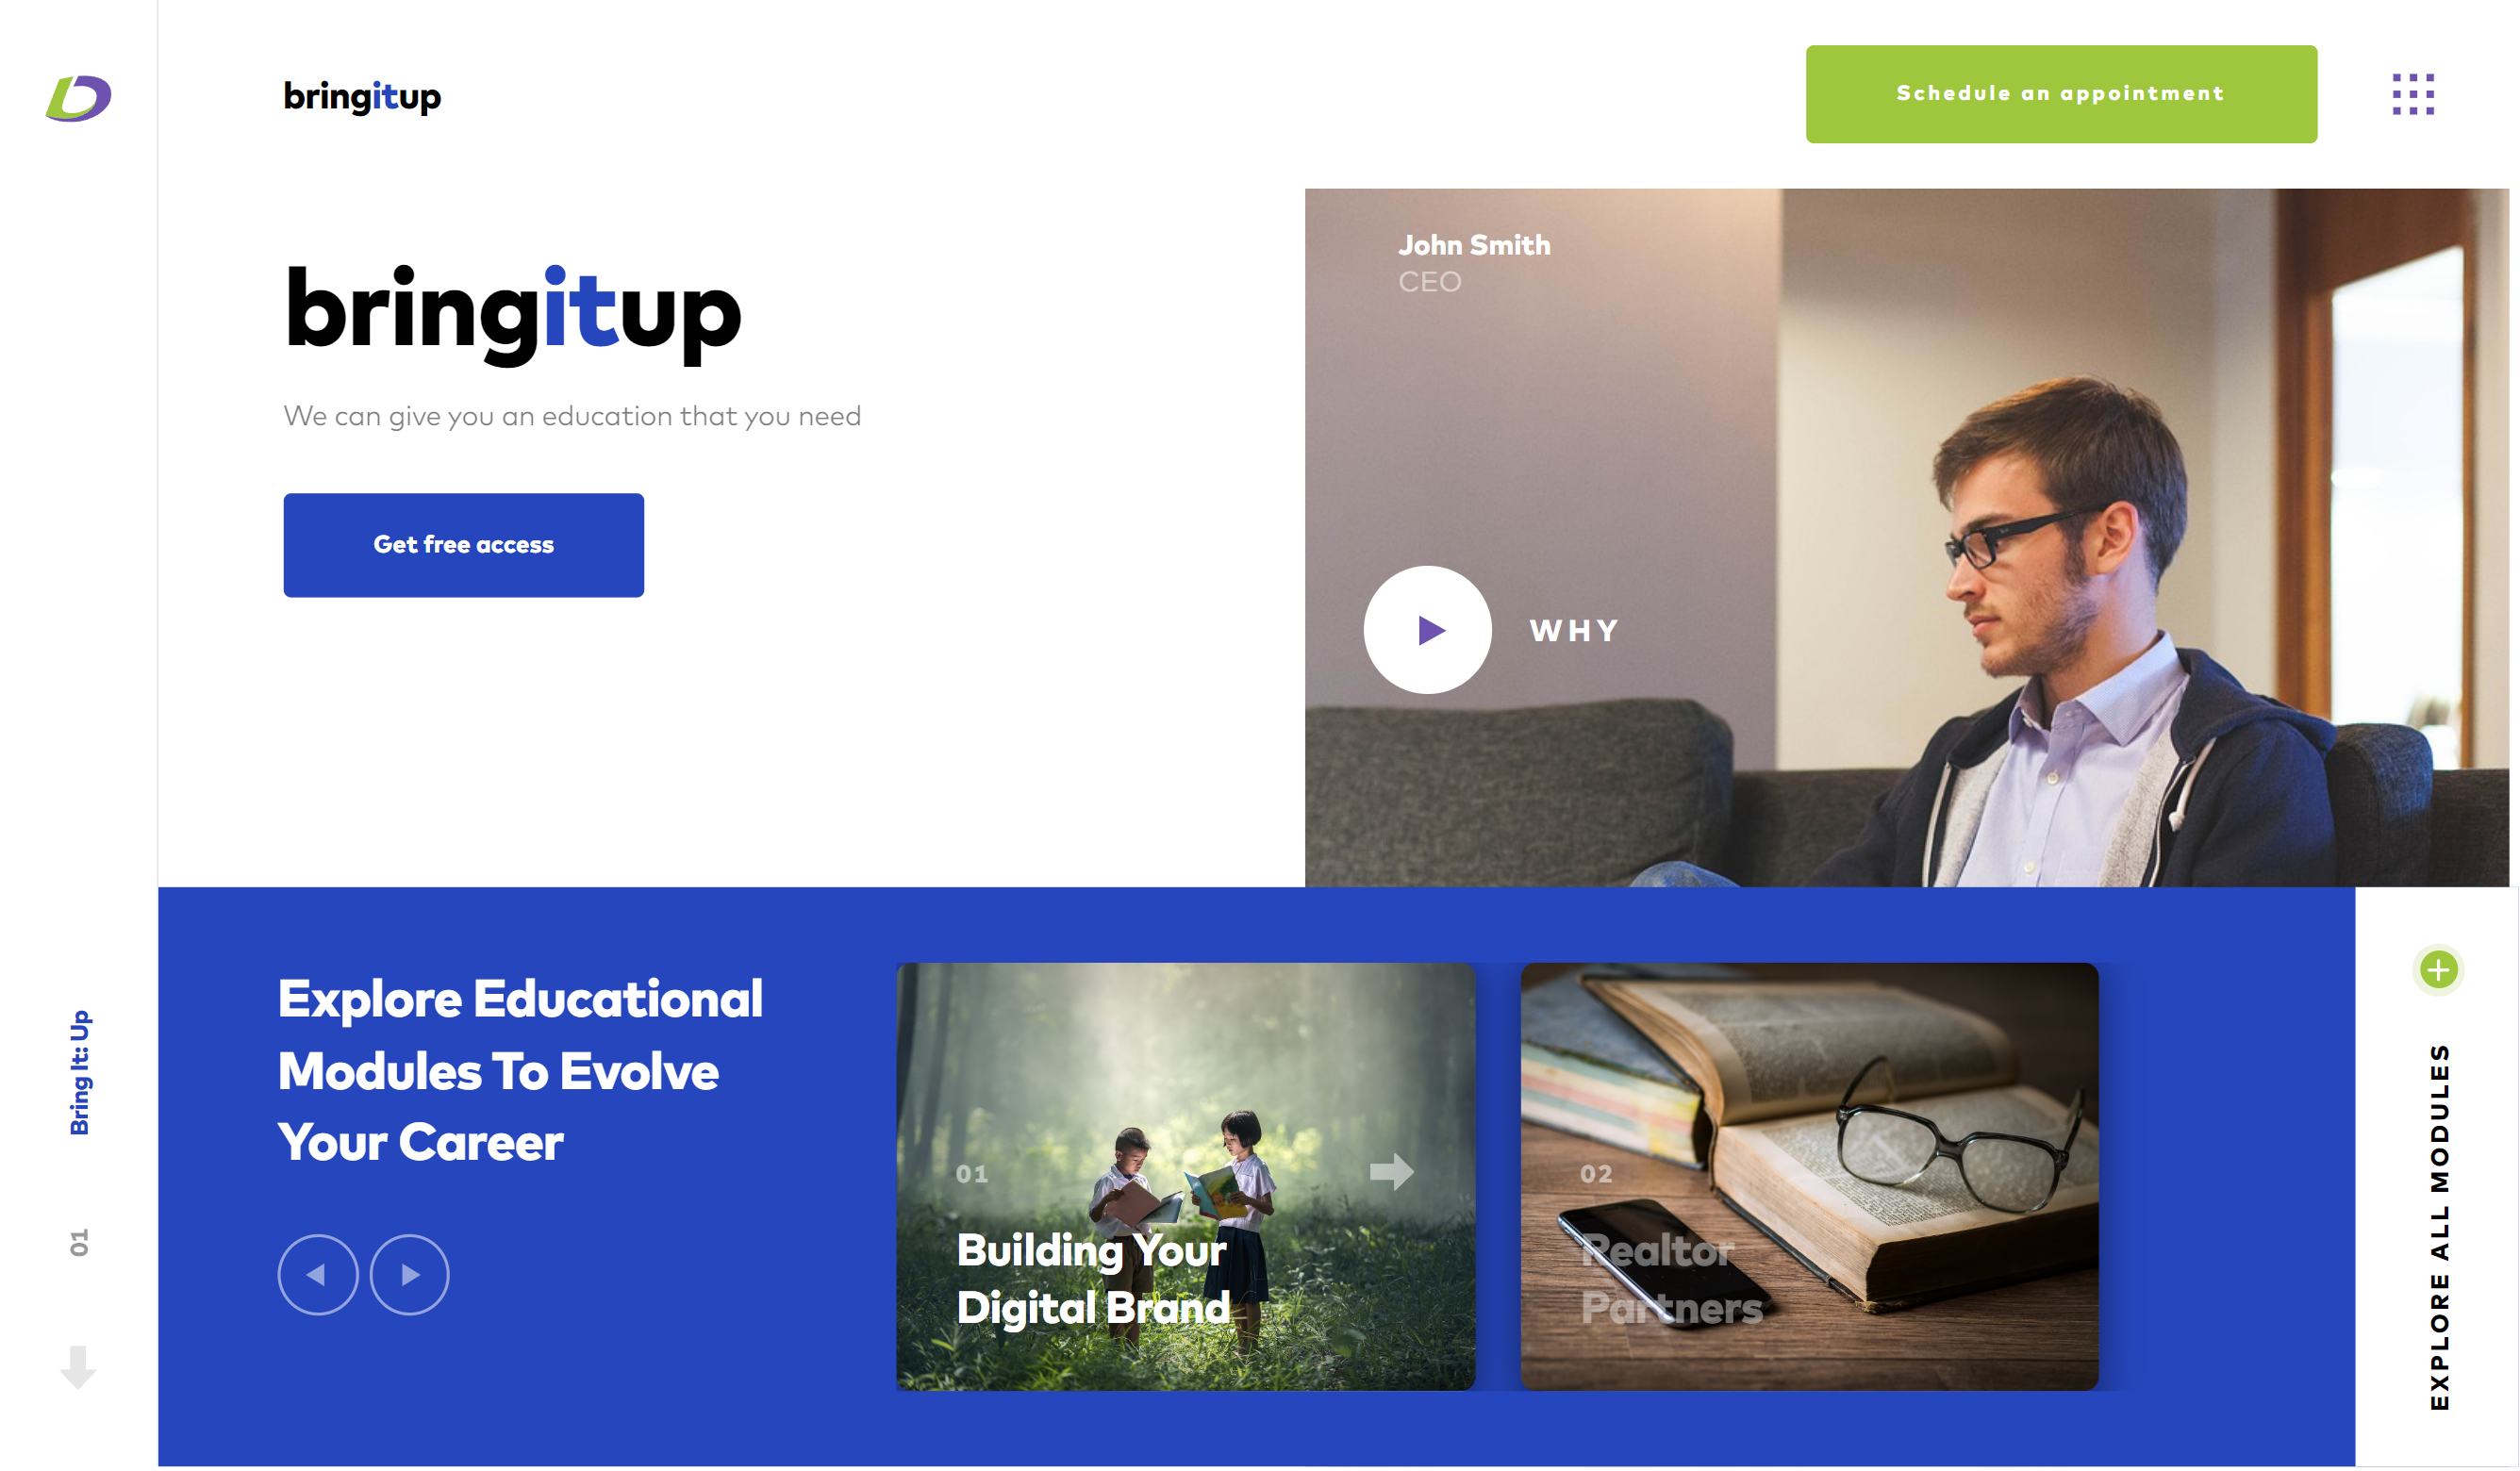 bringitup
Schedule an appointment
John Smith
CEO
bringitup
We can give you an education that you need
Get free access
WHY
Explore Educational
Modules To Evolve
Your Career
01
Building Your
Digital Brand
02
Realtor
Partners
EXPLORE ALL MODULES
Bring It: Up
01